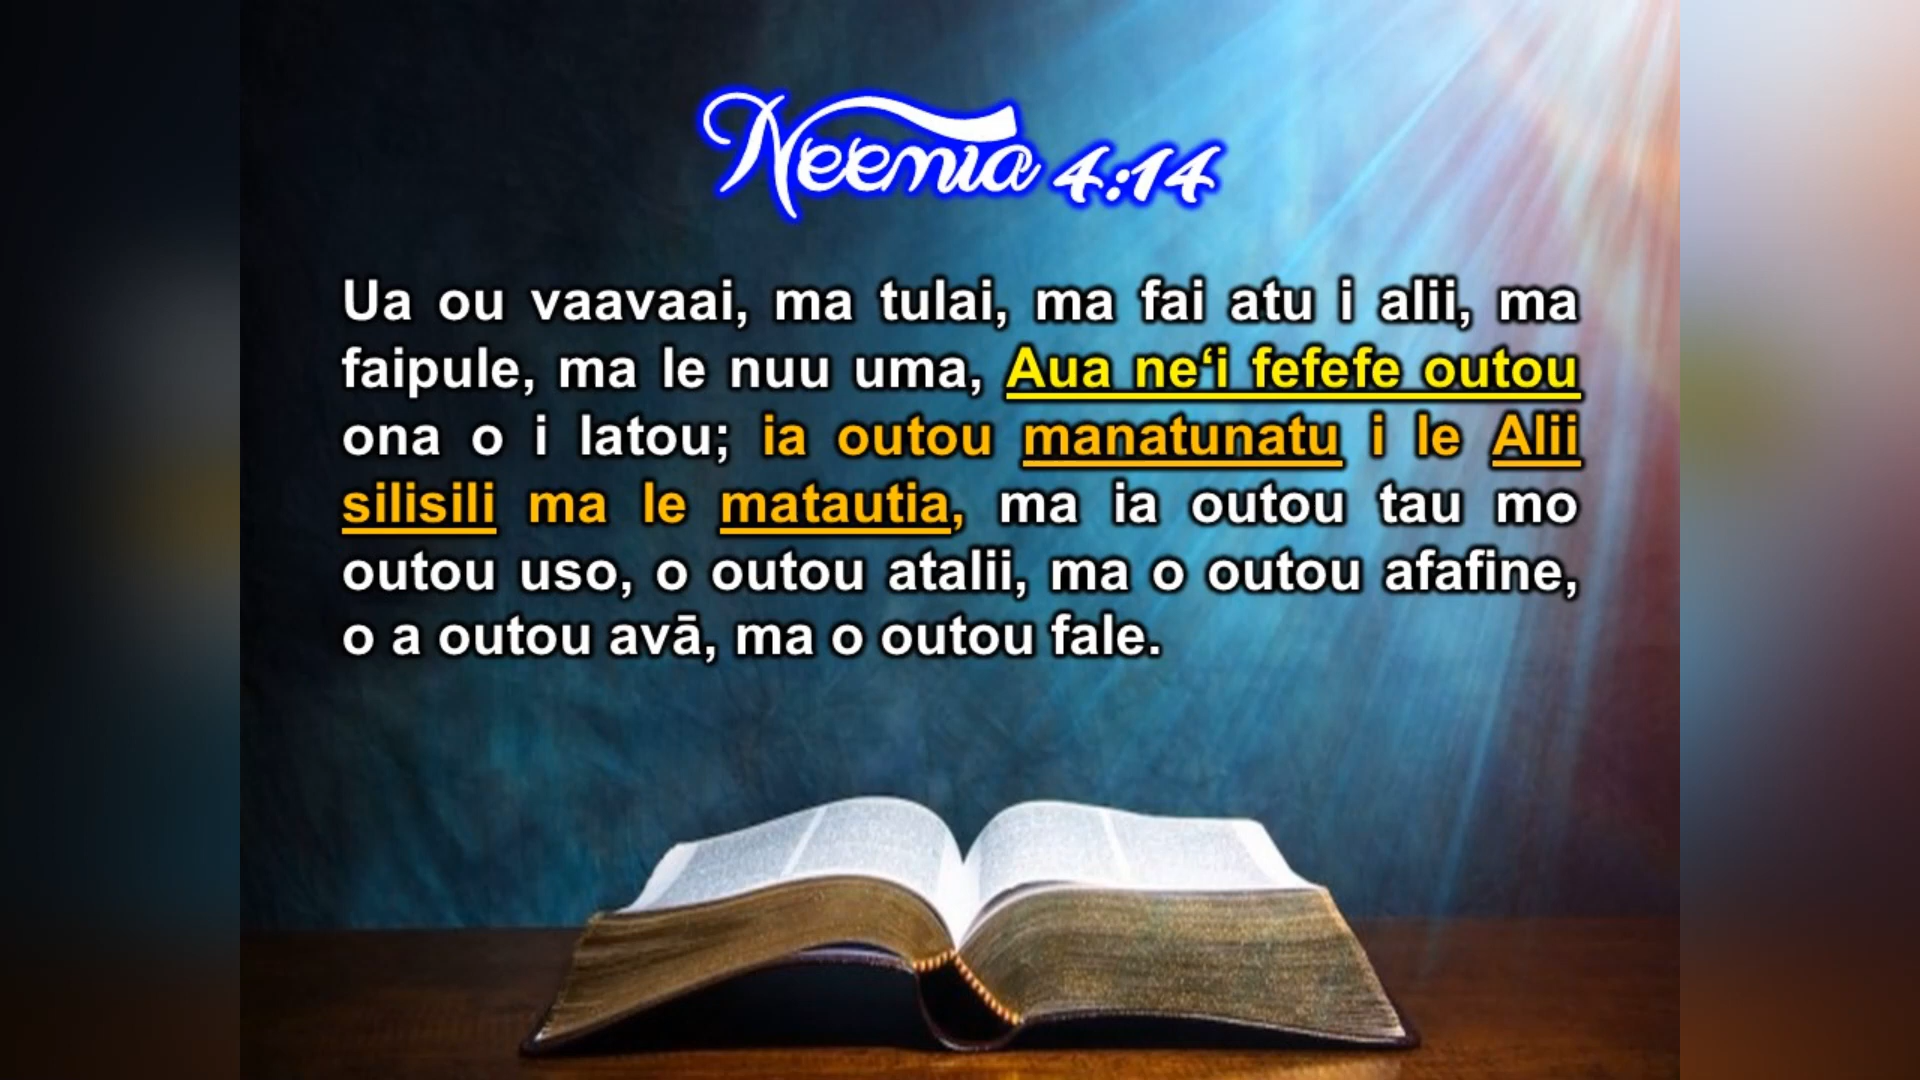 Neemia 4:14
Ua ou vaavaai, ma tulai, ma fai atu i alii, ma
faipule, ma le nuu uma, Aua ne‘i fefefe outou
ona o i latou; ia outou manatunatu i le Alii
silisili ma le matautia, ma ia outou tau mo
outou uso, o outou atalii, ma o outou afafine,
o a outou avā, ma o outou fale.